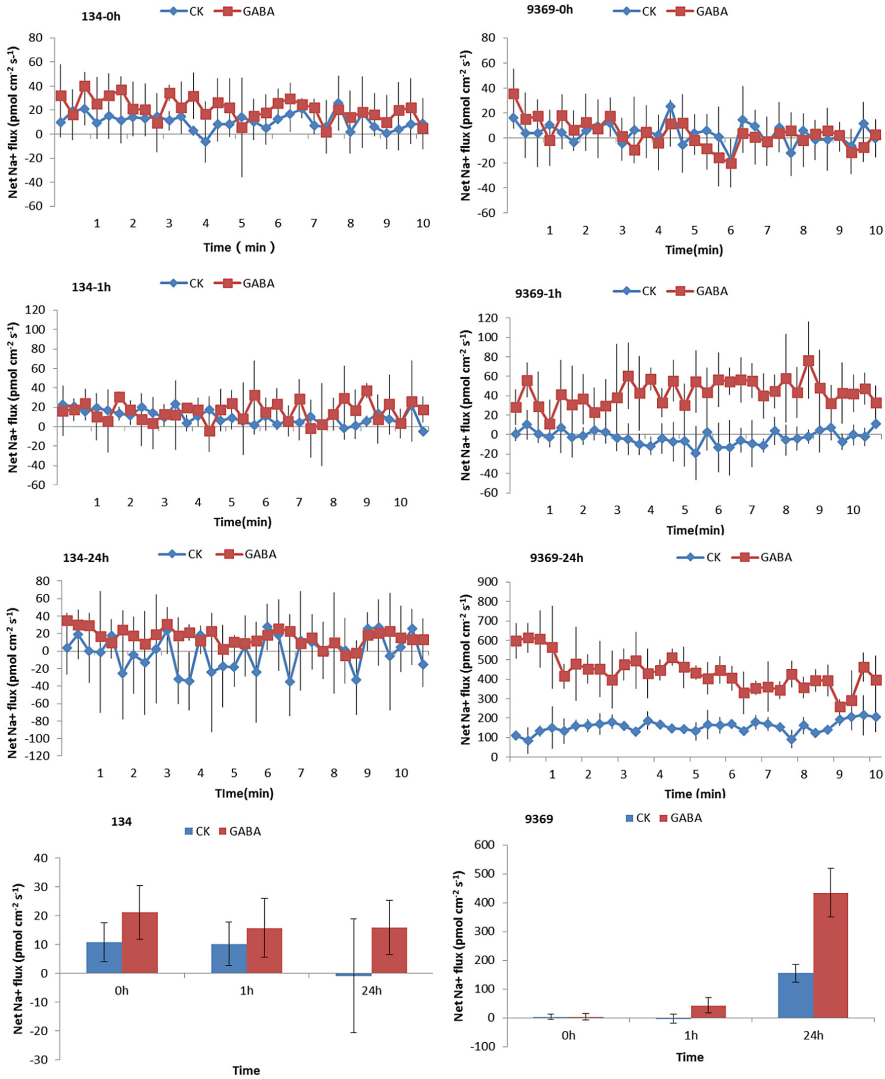 134-0h
CK GABA
Net Na+ flux (pmol cm⁻² s-¹)
80
60
40
20
0
-20
-40
-60
1 2 3 4 5 6 7 8 9 10
Time ( min )
9369-0h
CK GABA
Net Na+ flux (pmol cm⁻² s⁻¹)
80
60
40
20
0
-20
-40
-60
1 2 3 4 5 6 7 8 9 10
Time(min)
134-1h
CK GABA
Net Na+ flux (pmol cm⁻² s⁻¹)
120
100
80
60
40
20
0
-20
-40
-60
1 2 3 4 5 6 7 8 9 10
Time(min)
9369-1h
CK GABA
Net Na+ flux (pmol cm⁻² s⁻¹)
120
100
80
60
40
20
0
-20
-40
-60
1 2 3 4 5 6 7 8 9 10
Time(min)
134-24h
CK GABA
Net Na+ flux (pmol cm⁻² s⁻¹)
80
60
40
20
0
-20
-40
-60
-80
-100
-120
1 2 3 4 5 6 7 8 9 10
TIme(min)
9369-24h
CK GABA
Net Na+ flux (pmol cm⁻² s⁻¹)
900
800
700
600
500
400
300
200
100
0
1 2 3 4 5 6 7 8 9 10
Time (min)
134
CK GABA
Net Na+ flux (pmol cm⁻² s⁻¹)
40
30
20
10
0
-10
-20
-30
0h 1h 24h
Time
9369
CK GABA
Net Na+ flux (pmol cm⁻² s⁻¹)
600
500
400
300
200
100
0
-100
0h 1h 24h
Time